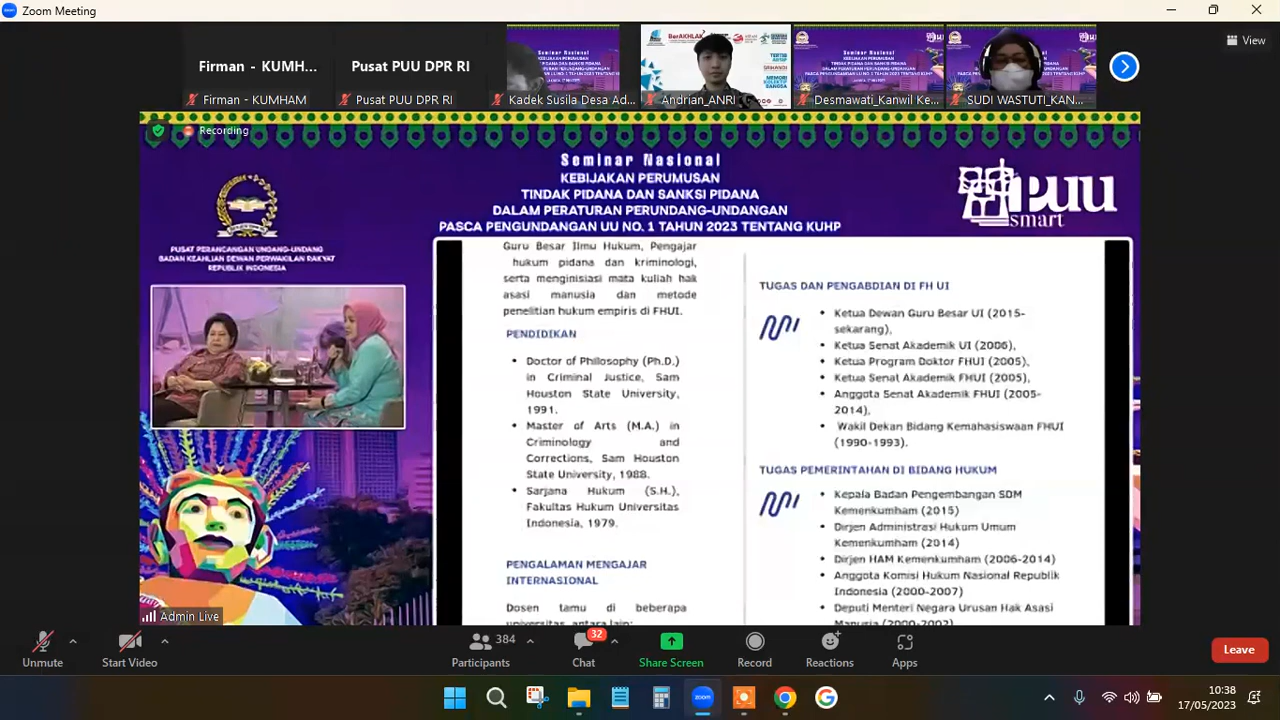 Zoom Meeting
Firman - KUMH...
Pusat PUU DPR RI
Firman - KUMHAM
Pusat PUU DPR RI
Kadek Susila Desa Ad...
Andrian_ANRI
Desmawati_Kanwil Ke...
SUDI WASTUTI_KAN...
View
BerAKHLAK
Recording
Seminar Nasional
KEBIJAKAN PERUMUSAN
TINDAK PIDANA DAN SANKSI PIDANA
DALAM PERATURAN PERUNDANG-UNDANGAN
PASCA PENGUNDANGAN UU NO. 1 TAHUN 2023 TENTANG KUHP
PUU
smart
PUSAT PERANCANGAN UNDANG-UNDANG
BADAN KEAHLIAN DEWAN PERWAKILAN RAKYAT
REPUBLIK INDONESIA
Guru Besar Ilmu Hukum, Pengajar
hukum pidana dan kriminologi,
serta menginisiasi mata kuliah hak
asasi manusia dan metode
penelitian hukum empiris di FHUI.
PENDIDIKAN
• Doctor of Philosophy (Ph.D.)
in Criminal Justice, Sam
Houston State University,
1991.
• Master of Arts (M.A.) in
Criminology and
Corrections, Sam Houston
State University, 1988.
• Sarjana Hukum (S.H.),
Fakultas Hukum Universitas
Indonesia, 1979.
PENGALAMAN MENGAJAR
INTERNASIONAL
Dosen tamu di beberapa
universitas, antara lain:
TUGAS DAN PENGABDIAN DI FH UI
• Ketua Dewan Guru Besar UI (2015-
sekarang),
• Ketua Senat Akademik UI (2006),
• Ketua Program Doktor FHUI (2005),
• Ketua Senat Akademik FHUI (2005),
• Anggota Senat Akademik FHUI (2005-
2014),
• Wakil Dekan Bidang Kemahasiswaan FHUI
(1990-1993).
TUGAS PEMERINTAHAN DI BIDANG HUKUM
• Kepala Badan Pengembangan SDM
Kemenkumham (2015)
• Dirjen Administrasi Hukum Umum
Kemenkumham (2014)
• Dirjen HAM Kemenkumham (2006-2014)
• Anggota Komisi Hukum Nasional Republik
Indonesia (2000-2007)
• Deputi Menteri Negara Urusan Hak Asasi
Manusia (2000-2002)
Admin Live
Unmute
Start Video
384
Participants
32
Chat
Share Screen
Record
Reactions
Apps
Leave
10:38
17/05/2023